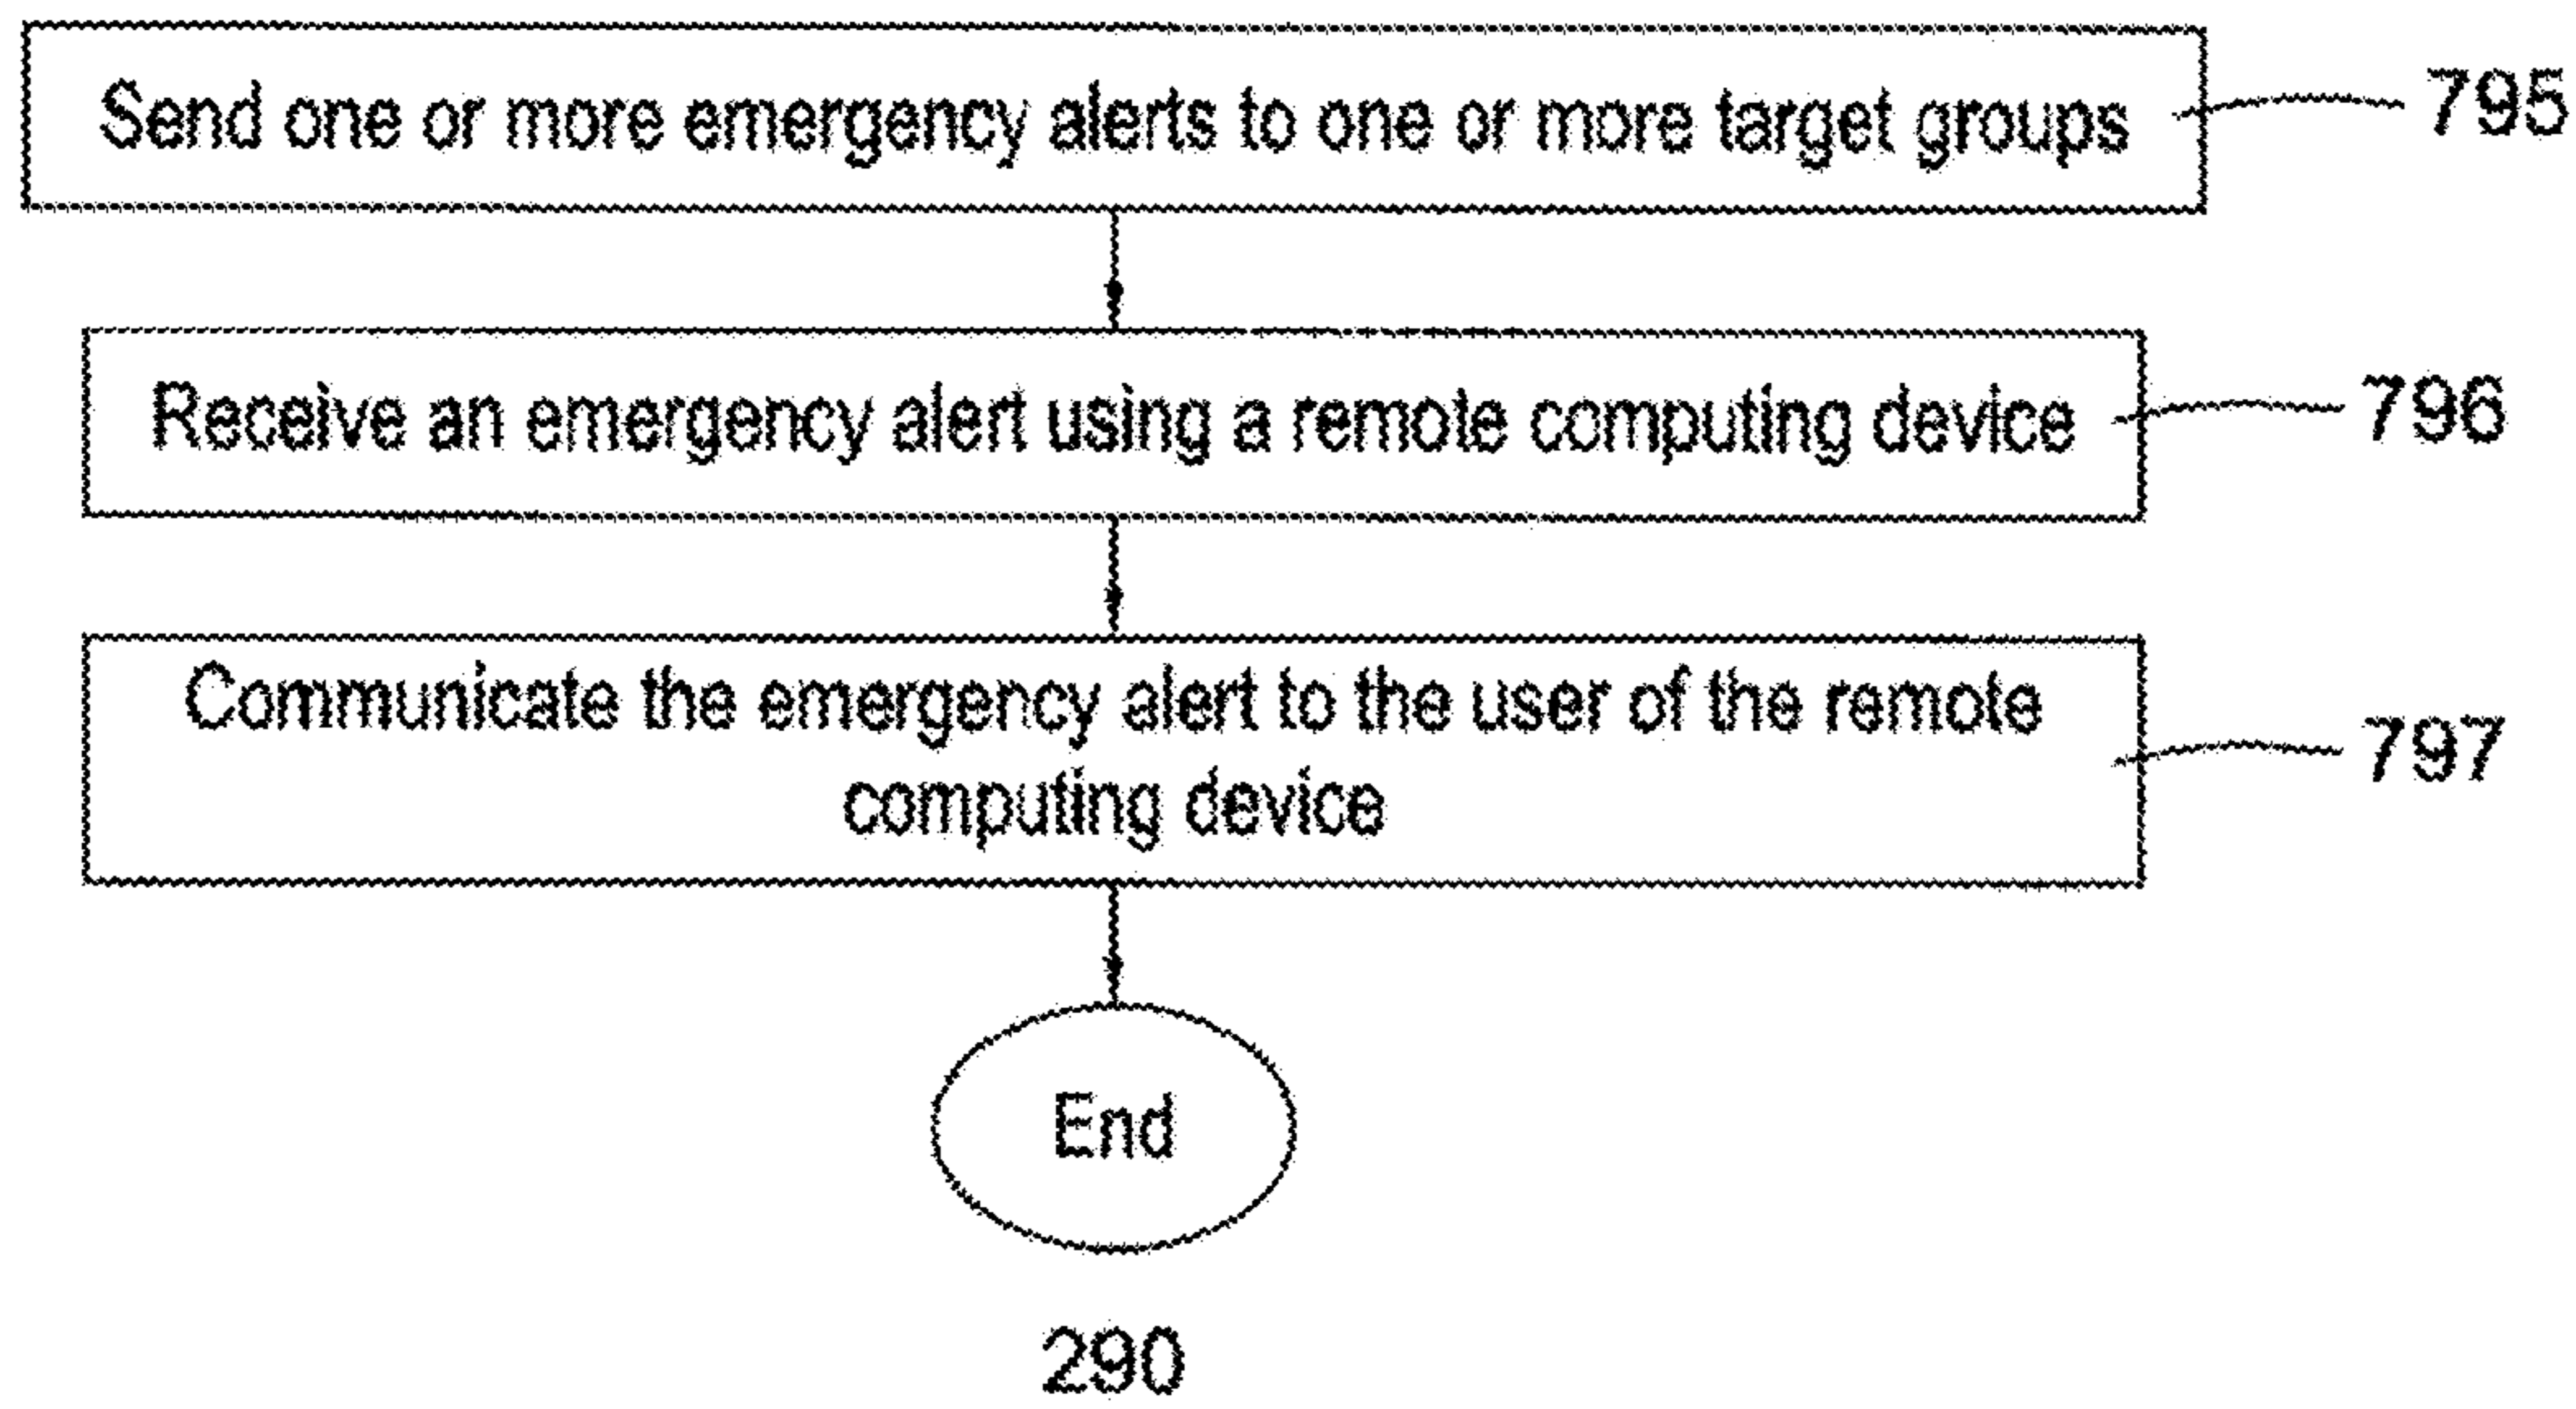 Send one or more emergency alerts to one or more target groups
795
Receive an emergency alert using a remote computing device
796
Communicate the emergency alert to the user of the remote
computing device
797
End
290